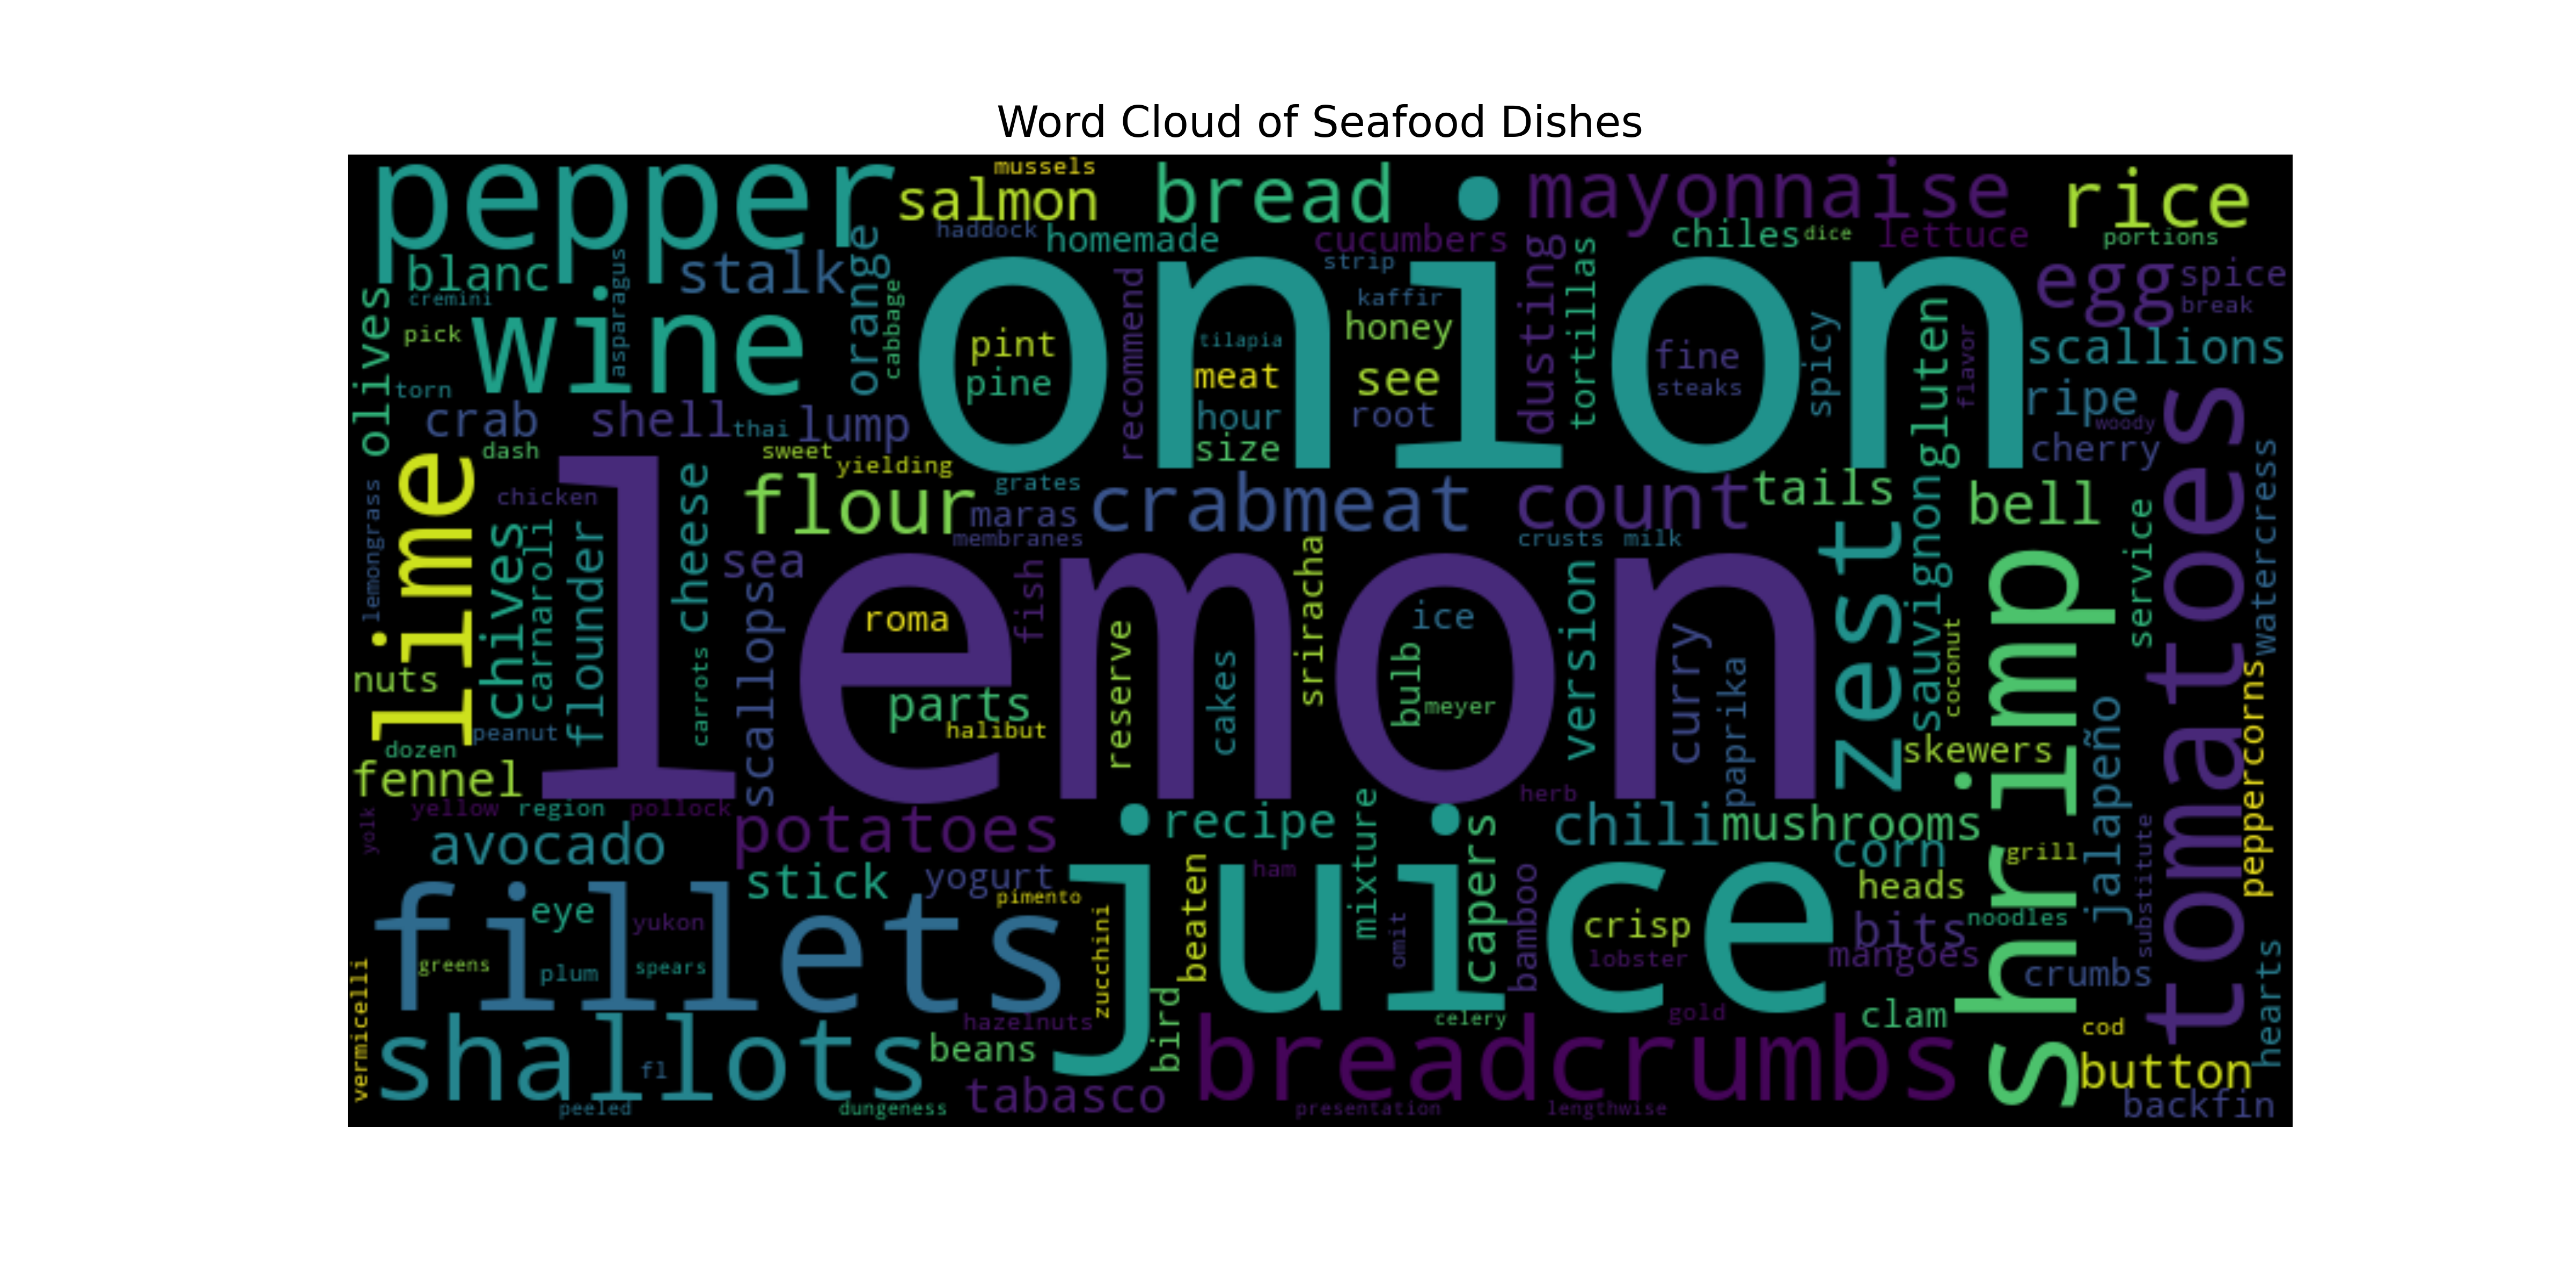 Word Cloud of Seafood Dishes
pepper
mussels
salmon
bread
mayonnaise
rice
haddock
homemade
cucumbers
chiles
dice
lettuce
portions
blanc
stalk
orange
onion
strip
dusting
tortillas
egg
spice
break
cremini
asparagus
cabbage
recommend
kaffir
honey
olives
pick
wine
pint
pine
tilapia
meat
see
fine
steaks
spicy
gluten
flavor
scallions
torn
hour
root
ripe
woody
tomatoes
crab
shell
thai
lump
size
cherry
dash
sweet
yielding
lime
lemon
chicken
cheese
flour
grates
maras
crabmeat
count
tails
bell
watercress
lemongrass
chives
carnaroli
flounder
membranes
crusts
milk
sauvignon
service
sea
scallops
roma
fish
sriracha
ice
version
zest
shrimp
nuts
carrots
parts
halibut
reserve
cakes
bulb
meyer
curry
paprika
coconut
peanut
dozen
fennel
skewers
jalapeño
peppercorns
yolk
yellow
region
pollock
herb
avocado
potatoes
recipe
mixture
capers
chili
mushrooms
corn
grill
substitute
stick
yogurt
juice
ham
heads
fillets
eye
yukon
pimento
beaten
omit
bamboo
crisp
lobster
bits
noodles
mangoes
greens
plum
spears
zucchini
crumbs
hearts
vermicelli
hazelnuts
bird
celery
gold
clam
cod
shallots
fl
beans
breadcrumbs
button
peeled
dungeness
tabasco
presentation
lengthwise
backfin